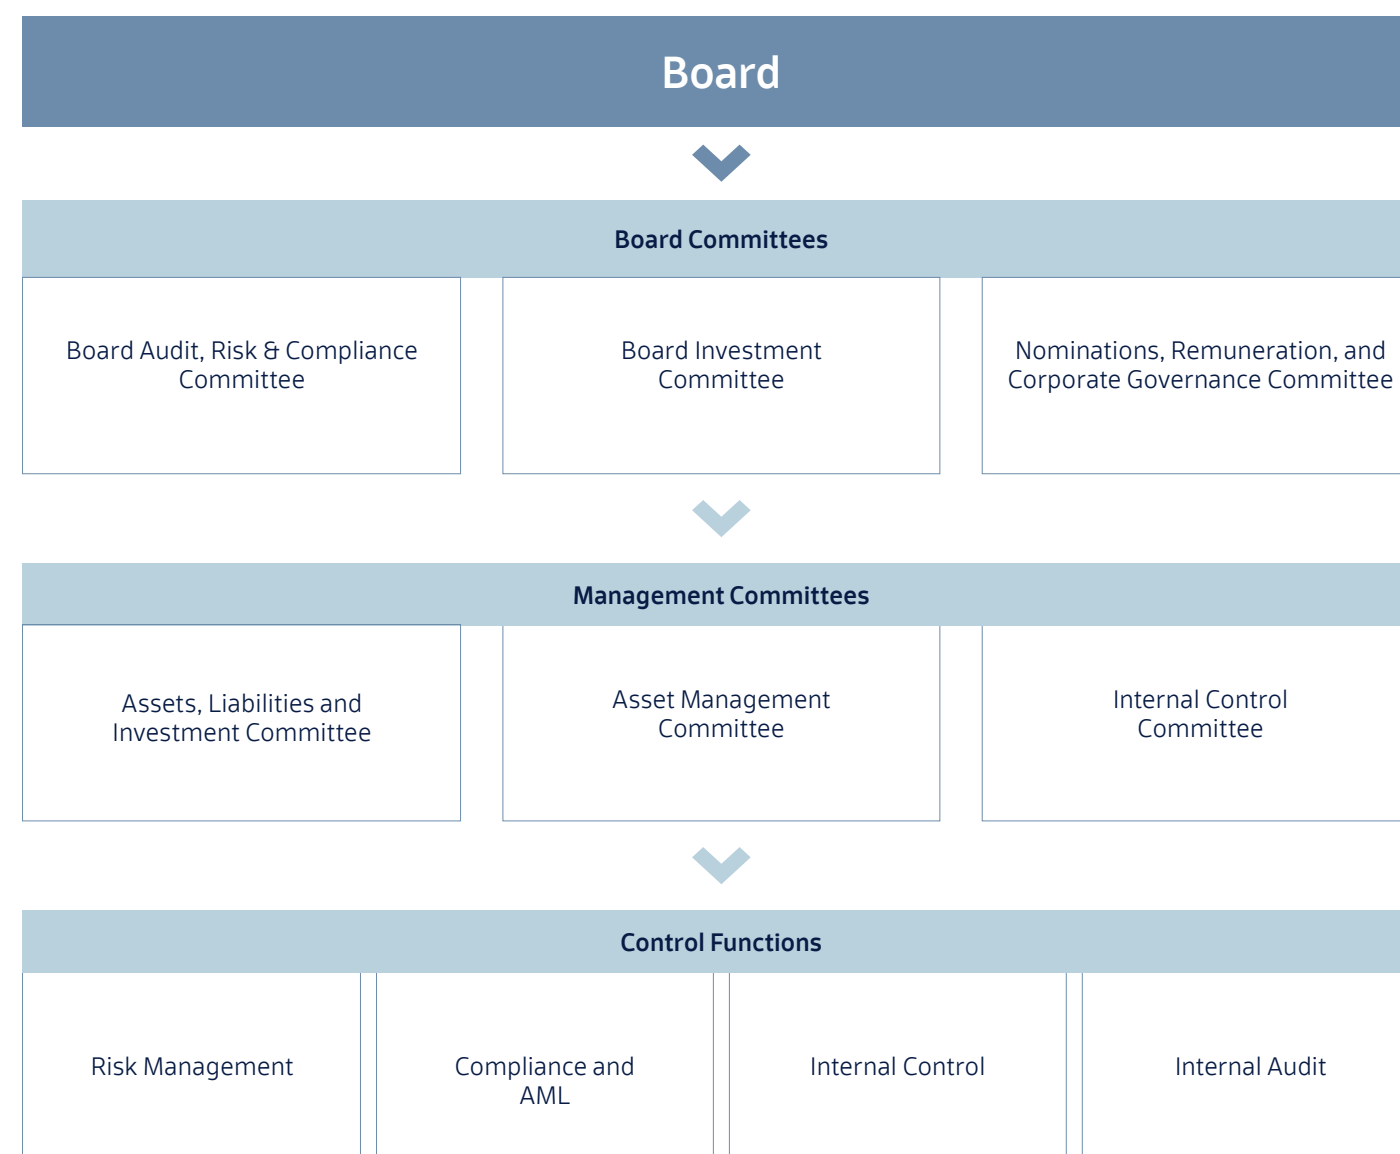 Board
Board Committees
Board Audit, Risk & Compliance
Committee
Board Investment
Committee
Nominations, Remuneration, and
Corporate Governance Committee
Management Committees
Assets, Liabilities and
Investment Committee
Asset Management
Committee
Internal Control
Committee
Control Functions
Risk Management
Compliance and
AML
Internal Control
Internal Audit